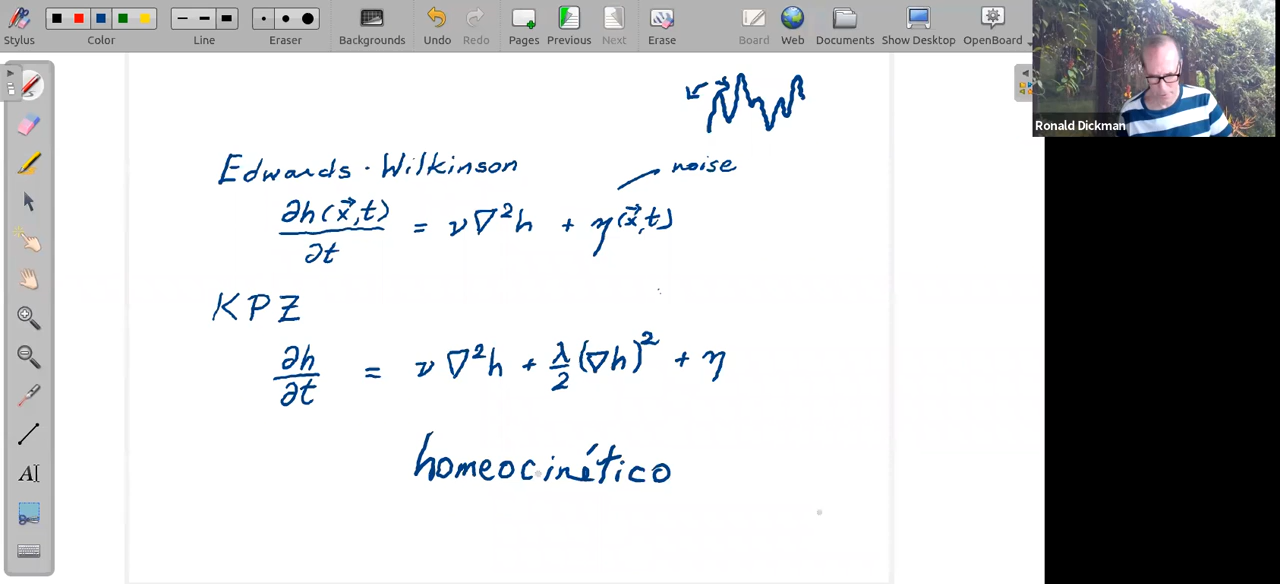 Stylus Color Line Eraser Backgrounds Undo Redo Pages Previous Next Erase Board Web Documents Show Desktop OpenBoard
Ronald Dickman
Edwards - Wilkinson
noise
∂h(x⃗,t)/∂t = ν∇²h + η(x⃗,t)
KPZ
∂h/∂t = ν ∇²h + λ/2 (∇h)² + η
homeocinético